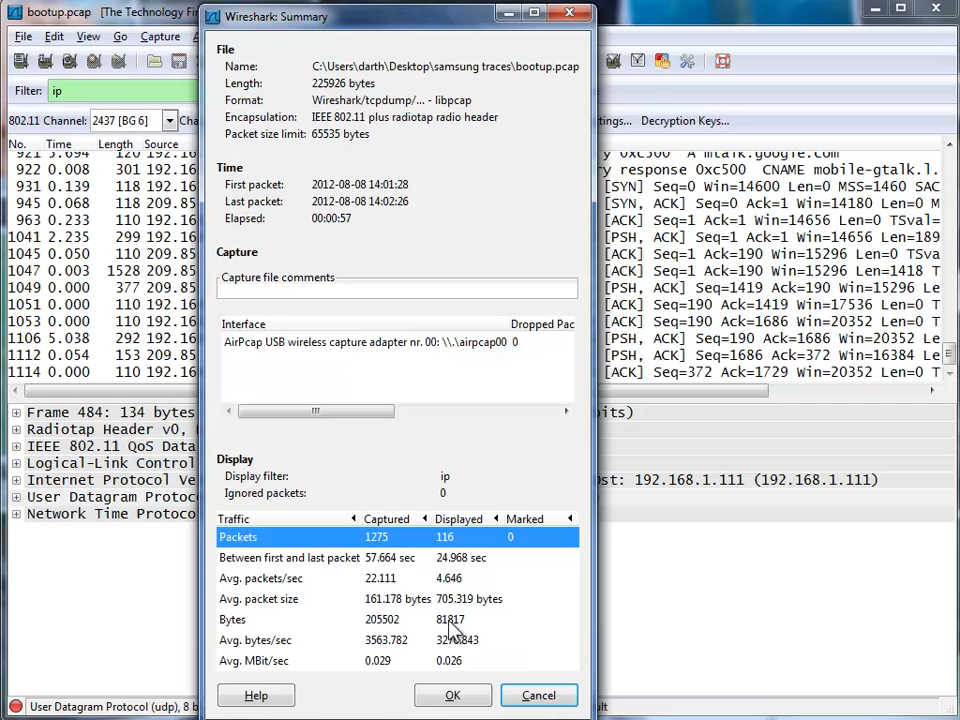 bootup.pcap [The Technology Fi
Wireshark: Summary
File Edit View Go Capture
Filter: ip
802.11 Channel: 2437 [BG 6] Cha
ttings... Decryption Keys...
No. Time Length Source
921 5.694 120 192.16
922 0.008 301 192.16
931 0.139 118 192.16
945 0.068 118 209.85
963 0.233 110 192.16
1041 2.235 299 192.16
1045 0.050 110 209.85
1047 0.003 1528 209.85
1049 0.000 377 209.85
1051 0.000 110 192.16
1053 0.000 110 192.16
1106 5.038 292 192.16
1112 0.054 153 209.85
1114 0.000 110 192.16
ry 0xc500 A mtalk.google.com
ry response 0xc500 CNAME mobile-gtalk.l.
[SYN] Seq=0 Win=14600 Len=0 MSS=1460 SAC
[SYN, ACK] Seq=0 Ack=1 Win=14180 Len=0 M
[ACK] Seq=1 Ack=1 Win=14656 Len=0 TSval=
[PSH, ACK] Seq=1 Ack=1 Win=14656 Len=189
[ACK] Seq=1 Ack=190 Win=15296 Len=0 TSva
[ACK] Seq=1 Ack=190 Win=15296 Len=1418 T
[PSH, ACK] Seq=1419 Ack=190 Win=15296 Le
[ACK] Seq=190 Ack=1419 Win=17536 Len=0 T
[ACK] Seq=190 Ack=1686 Win=20352 Len=0 T
[PSH, ACK] Seq=190 Ack=1686 Win=20352 Le
[PSH, ACK] Seq=1686 Ack=372 Win=16384 Le
[ACK] Seq=372 Ack=1729 Win=20352 Len=0 T
File
Name: C:\Users\darth\Desktop\samsung traces\bootup.pcap
Length: 225926 bytes
Format: Wireshark/tcpdump/... - libpcap
Encapsulation: IEEE 802.11 plus radiotap radio header
Packet size limit: 65535 bytes
Time
First packet: 2012-08-08 14:01:28
Last packet: 2012-08-08 14:02:26
Elapsed: 00:00:57
Capture
Capture file comments
Interface Dropped Pac
AirPcap USB wireless capture adapter nr. 00: \\.\airpcap00 0
Display
Display filter: ip
Ignored packets: 0
Traffic Captured Displayed Marked
Packets 1275 116 0
Between first and last packet 57.664 sec 24.968 sec
Avg. packets/sec 22.111 4.646
Avg. packet size 161.178 bytes 705.319 bytes
Bytes 205502 81817
Avg. bytes/sec 3563.782
Avg. MBit/sec 0.029 0.026
Help OK Cancel
Frame 484: 134 bytes
its)
Radiotap Header v0,
IEEE 802.11 QoS Data
Logical-Link Control
Internet Protocol Ve
Dst: 192.168.1.111 (192.168.1.111)
User Datagram Protoc
Network Time Protoco
User Datagram Protocol (udp), 8 b